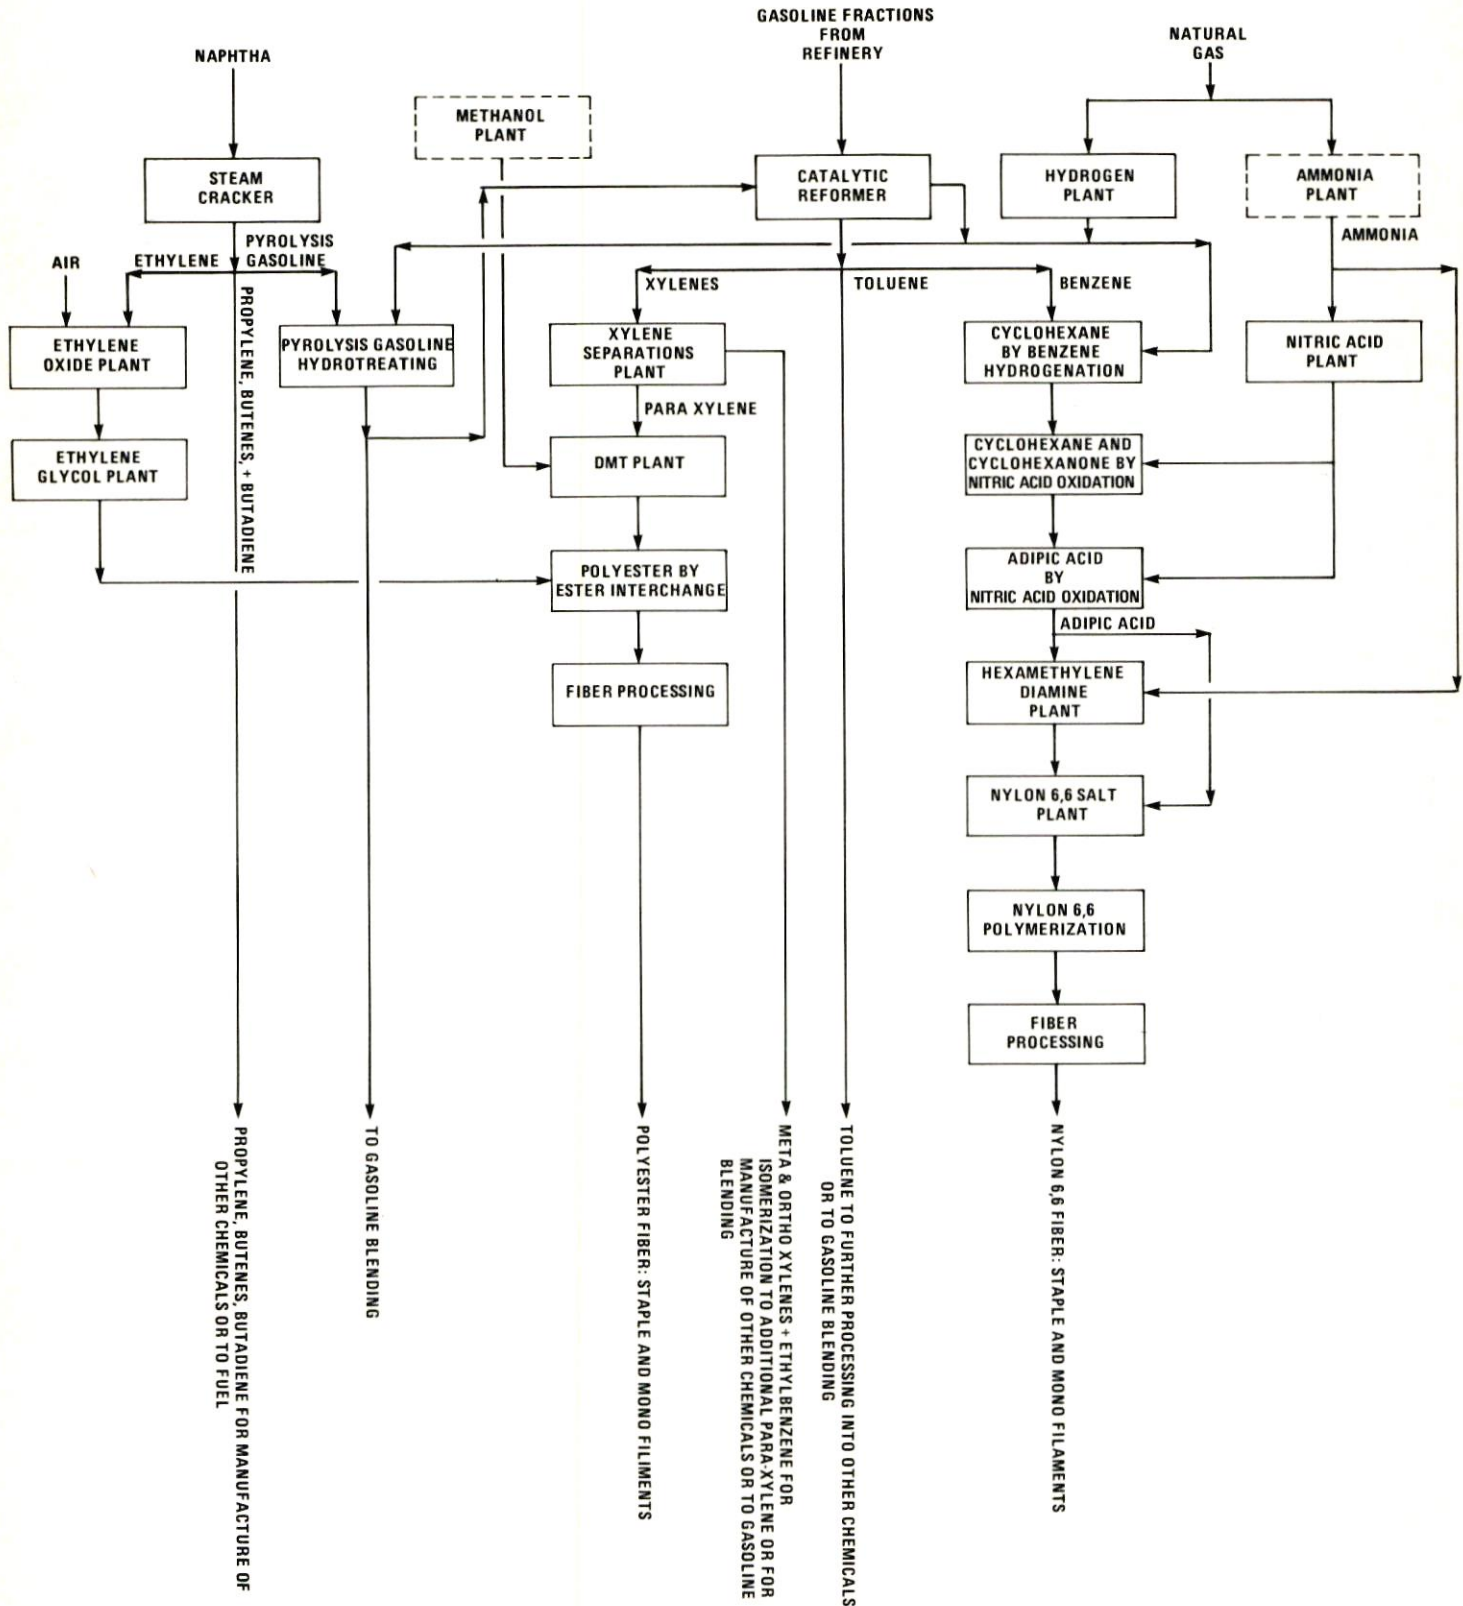 GASOLINE FRACTIONS
FROM
REFINERY
NATURAL
GAS
NAPHTHA
METHANOL
PLANT
STEAM
CRACKER
CATALYTIC
REFORMER
HYDROGEN
PLANT
AMMONIA
PLANT
AMMONIA
AIR
ETHYLENE
PYROLYSIS
GASOLINE
XYLENES
TOLUENE
BENZENE
ETHYLENE
OXIDE PLANT
PROPYLENE, BUTENES, + BUTADIENE
PYROLYSIS GASOLINE
HYDROTREATING
XYLENE
SEPARATIONS
PLANT
CYCLOHEXANE
BY BENZENE
HYDROGENATION
NITRIC ACID
PLANT
PARA XYLENE
ETHYLENE
GLYCOL PLANT
DMT PLANT
CYCLOHEXANE AND
CYCLOHEXANONE BY
NITRIC ACID OXIDATION
POLYESTER BY
ESTER INTERCHANGE
ADIPIC ACID
BY
NITRIC ACID OXIDATION
ADIPIC ACID
FIBER PROCESSING
HEXAMETHYLENE
DIAMINE
PLANT
NYLON 6,6 SALT
PLANT
NYLON 6,6
POLYMERIZATION
FIBER
PROCESSING
PROPYLENE, BUTENES, BUTADIENE FOR MANUFACTURE OF
OTHER CHEMICALS OR TO FUEL
TO GASOLINE BLENDING
POLYESTER FIBER: STAPLE AND MONO FILIMENTS
META & ORTHO XYLENES + ETHYLBENZENE FOR
ISOMERIZATION TO ADDITIONAL PARA-XYLENE OR FOR
MANUFACTURE OF OTHER CHEMICALS OR TO GASOLINE
BLENDING
TOLUENE TO FURTHER PROCESSING INTO OTHER CHEMICALS
OR TO GASOLINE BLENDING
NYLON 6,6 FIBER: STAPLE AND MONO FILAMENTS